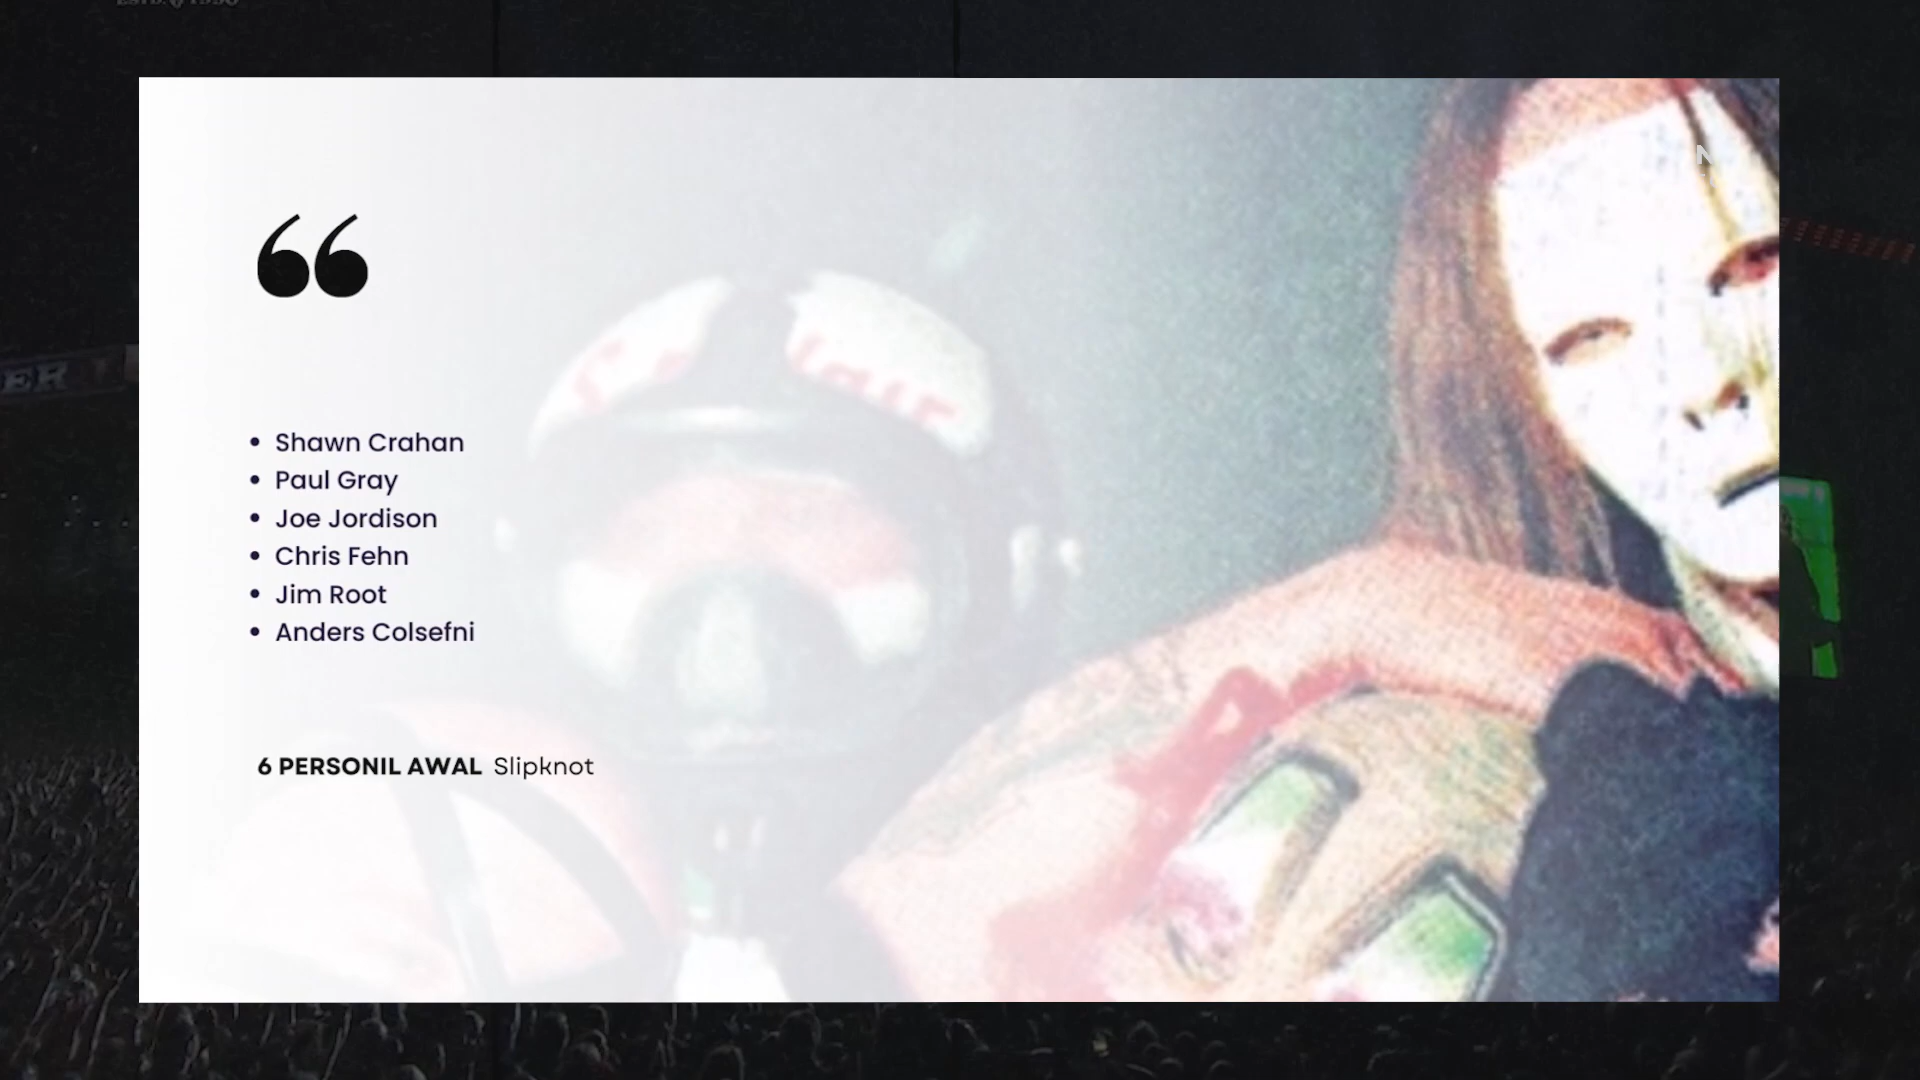 “
• Shawn Crahan
• Paul Gray
• Joe Jordison
• Chris Fehn
• Jim Root
• Anders Colsefni
6 PERSONIL AWAL Slipknot